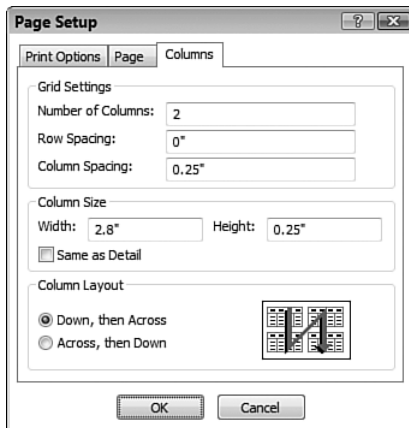 Page Setup
Print Options Page Columns
Grid Settings
Number of Columns: 2
Row Spacing: 0"
Column Spacing: 0.25"
Column Size
Width: 2.8" Height: 0.25"
Same as Detail
Column Layout
Down, then Across
Across, then Down
OK Cancel